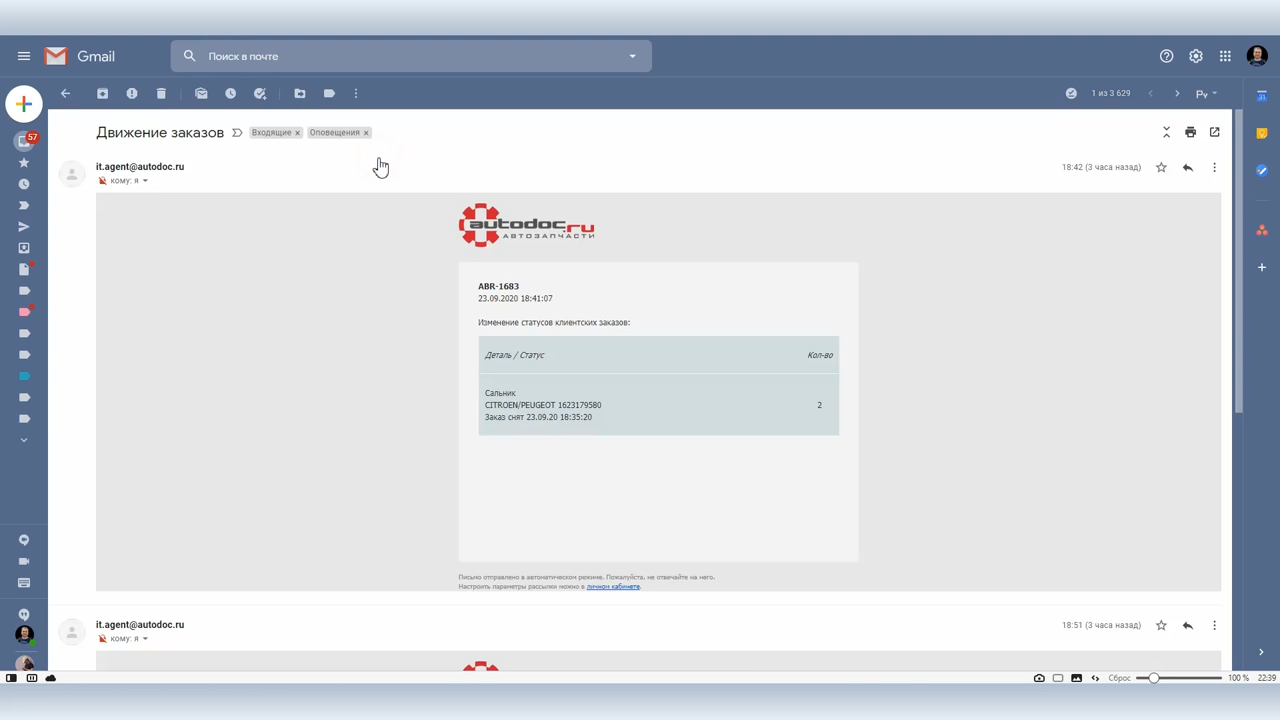 Gmail
Поиск в почте
1 из 3 629
Ру
57
Движение заказов
Входящие x
Оповещения x
it.agent@autodoc.ru
18:42 (3 часа назад)
кому: я
autodoc.ru
АВТОЗАПЧАСТИ
ABR-1683
23.09.2020 18:41:07
Изменение статусов клиентских заказов:
Деталь / Статус
Кол-во
Сальник
CITROEN/PEUGEOT 1623179580
2
Заказ снят 23.09.20 18:35:20
Письмо отправлено в автоматическом режиме. Пожалуйста, не отвечайте на него.
Настроить параметры рассылки можно в личном кабинете.
it.agent@autodoc.ru
18:51 (3 часа назад)
кому: я
Сброс
100 %
22:39